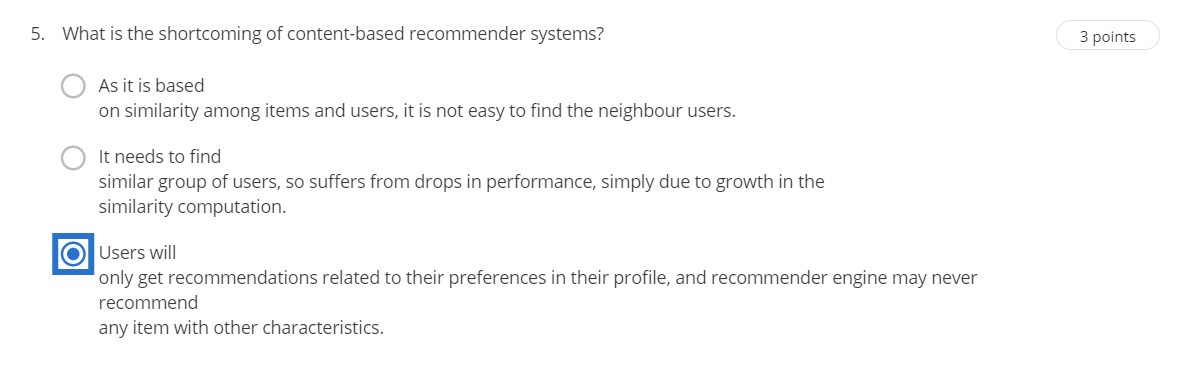 5. What is the shortcoming of content-based recommender systems?
3 points
As it is based
on similarity among items and users, it is not easy to find the neighbour users.
It needs to find
similar group of users, so suffers from drops in performance, simply due to growth in the
similarity computation.
Users will
only get recommendations related to their preferences in their profile, and recommender engine may never
recommend
any item with other characteristics.